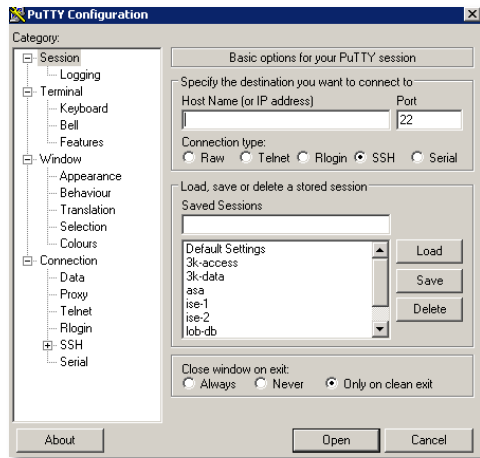 PuTTY Configuration
Category:
Session
Logging
Terminal
Keyboard
Bell
Features
Window
Appearance
Behaviour
Translation
Selection
Colours
Connection
Data
Proxy
Telnet
Rlogin
SSH
Serial
Basic options for your PuTTY session
Specify the destination you want to connect to
Host Name (or IP address) Port
22
Connection type:
Raw Telnet Rlogin SSH Serial
Load, save or delete a stored session
Saved Sessions
Default Settings
3k-access
3k-data
asa
ise-1
ise-2
lob-db
Load
Save
Delete
Close window on exit:
Always Never Only on clean exit
About Open Cancel